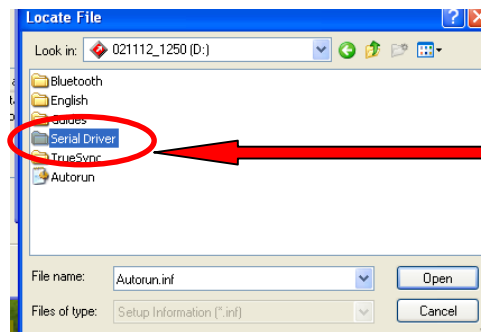 Locate File
Look in: 021112_1250 (D:)
Bluetooth
English
Guides
Serial Driver
TrueSync
Autorun
File name: Autorun.inf Open
Files of type: Setup Information (*.inf) Cancel